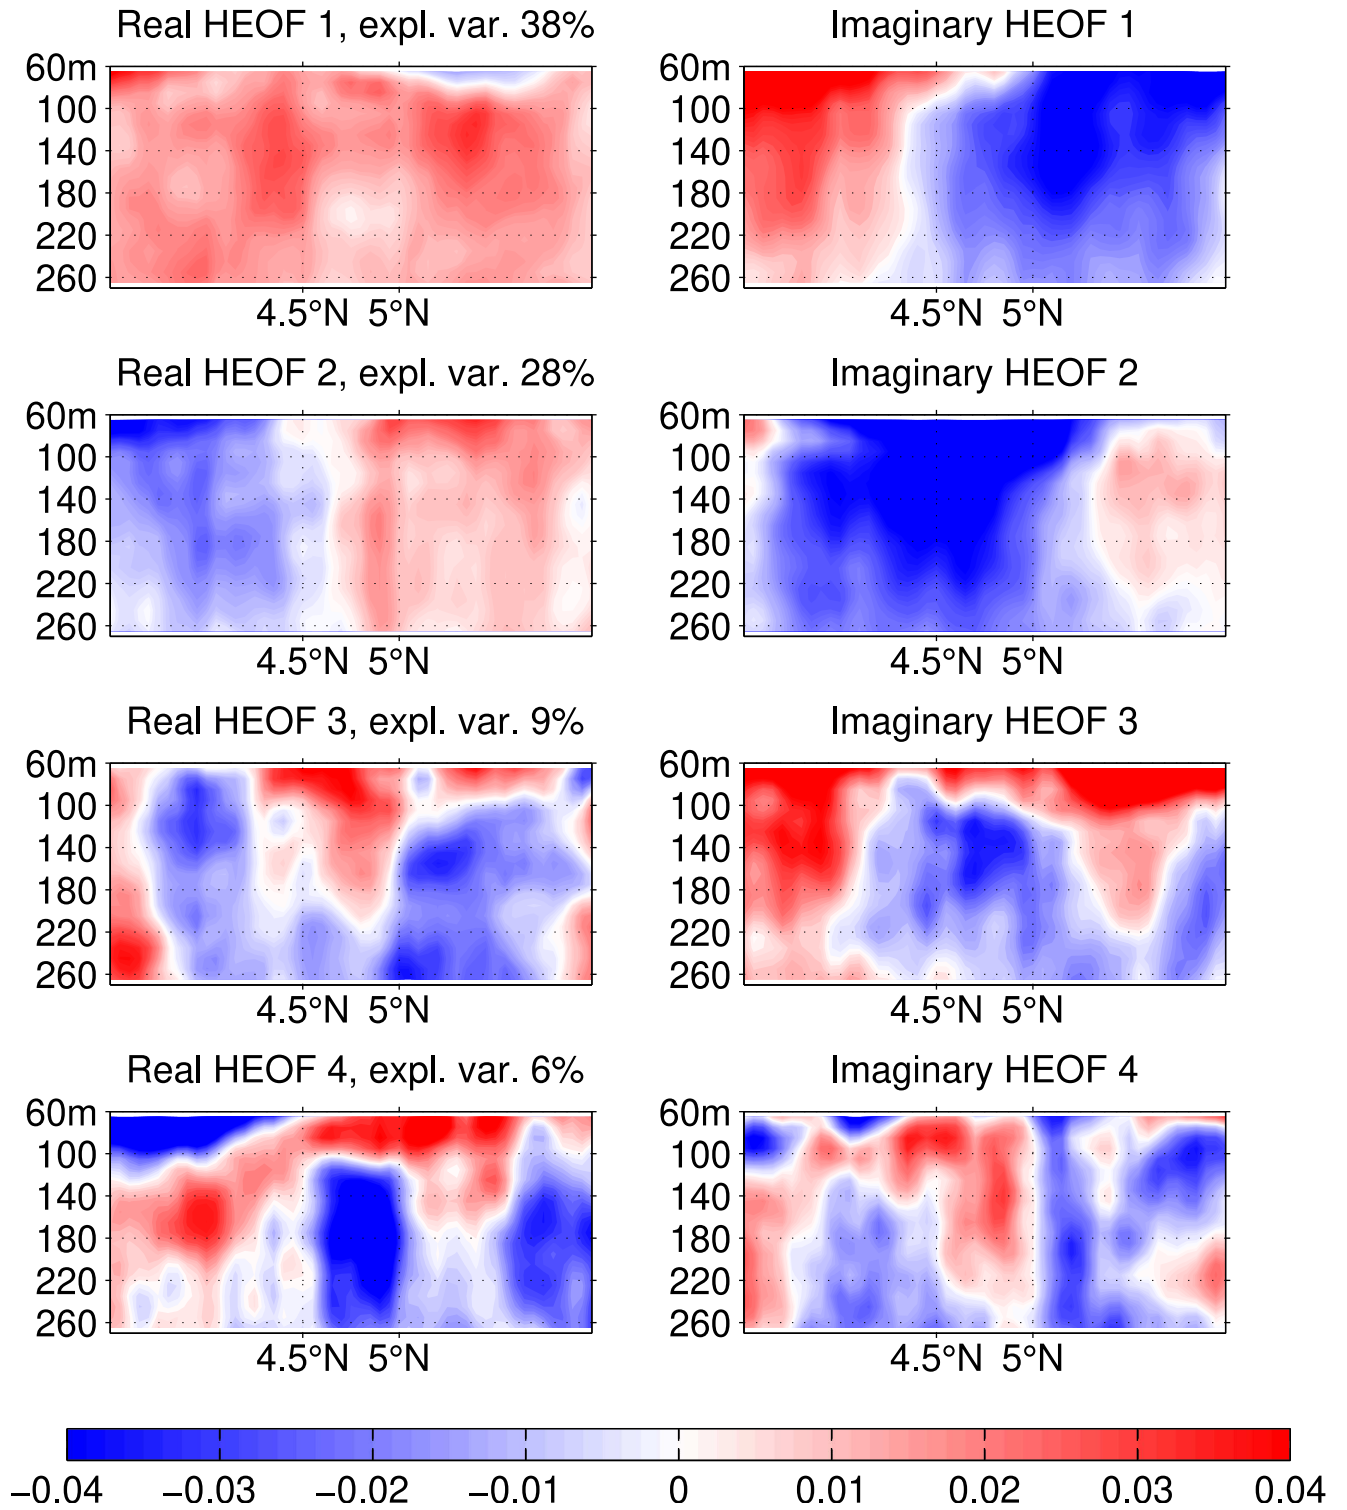 Real HEOF 1, expl. var. 38%
Imaginary HEOF 1
60m
100
140
180
220
260
4.5°N 5°N
60m
100
140
180
220
260
4.5°N 5°N
Real HEOF 2, expl. var. 28%
Imaginary HEOF 2
60m
100
140
180
220
260
4.5°N 5°N
60m
100
140
180
220
260
4.5°N 5°N
Real HEOF 3, expl. var. 9%
Imaginary HEOF 3
60m
100
140
180
220
260
4.5°N 5°N
60m
100
140
180
220
260
4.5°N 5°N
Real HEOF 4, expl. var. 6%
Imaginary HEOF 4
60m
100
140
180
220
260
4.5°N 5°N
60m
100
140
180
220
260
4.5°N 5°N
−0.04 −0.03 −0.02 −0.01 0 0.01 0.02 0.03 0.04